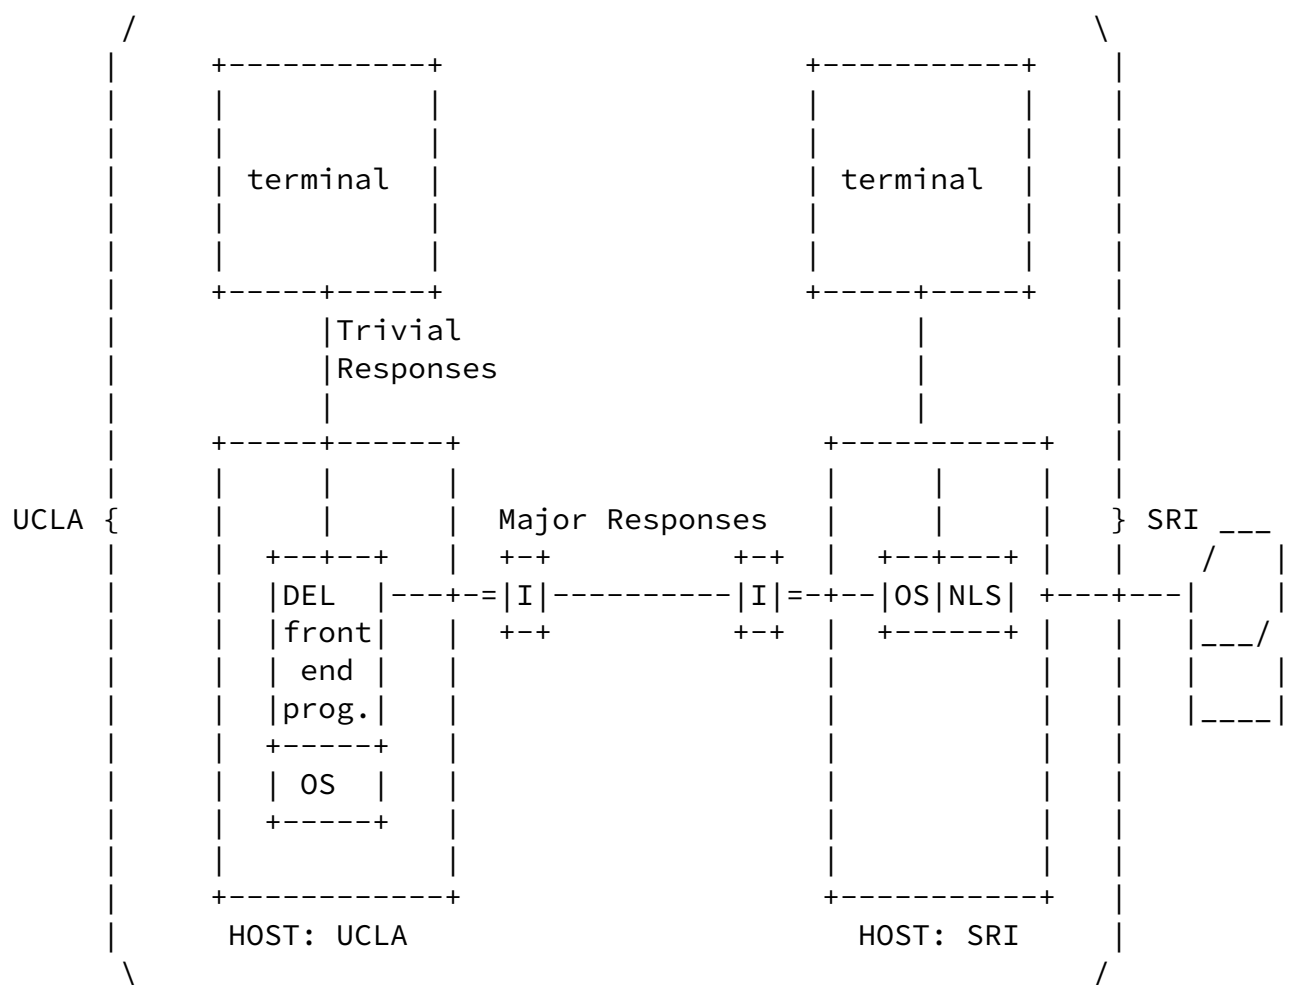 terminal terminal
Trivial
Responses
UCLA { Major Responses } SRI
DEL I I OS|NLS
front
end
prog.
OS
HOST: UCLA HOST: SRI